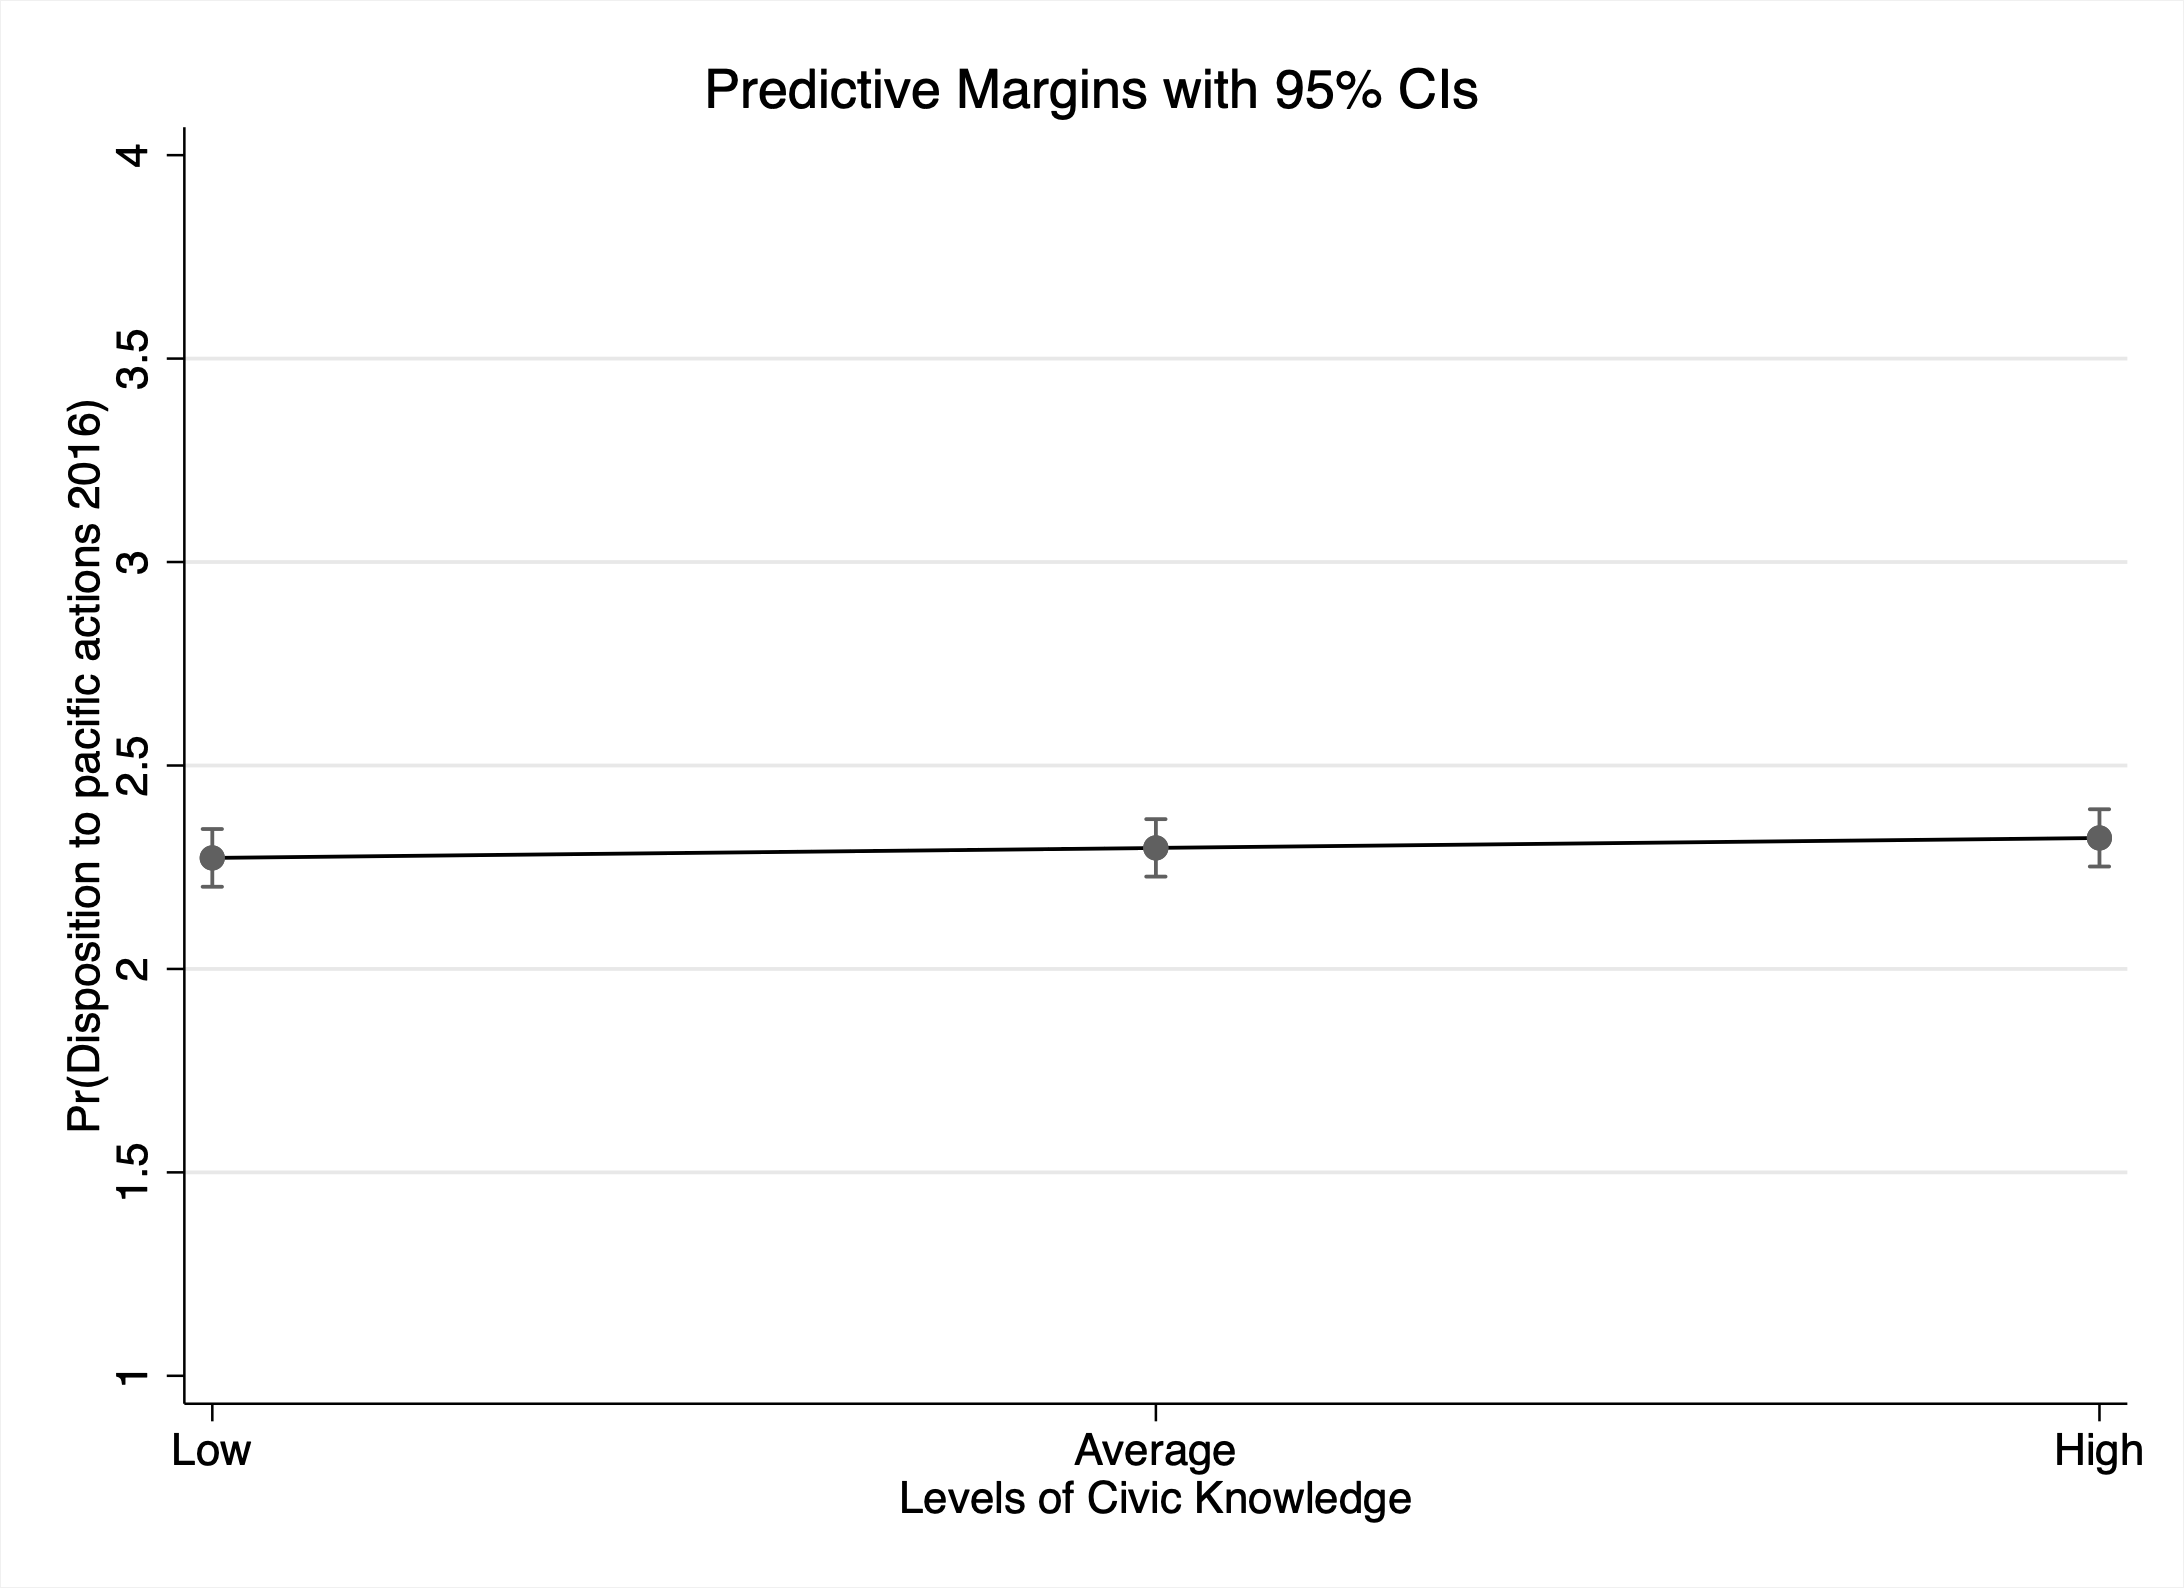 Predictive Margins with 95% CIs
Pr(Disposition to pacific actions 2016)
4
3.5
3
2.5
2
1.5
1
Low Average High
Levels of Civic Knowledge